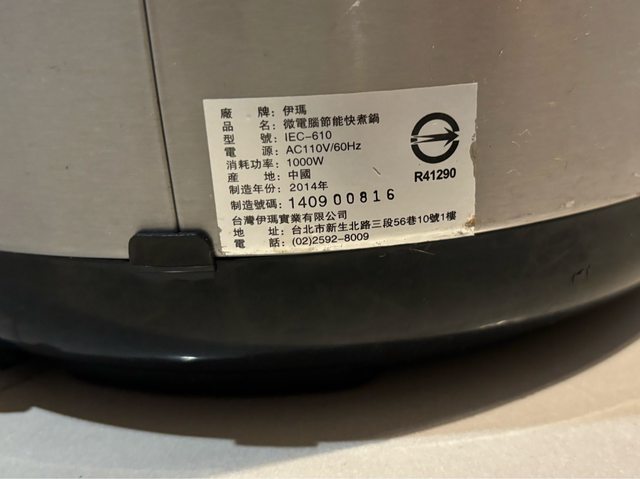 廠　牌：伊瑪
品　名：微電腦節能快煮鍋
型　號：IEC-610
電　源：AC110V/60Hz
消耗功率：1000W
產　地：中國
制造年份：2014年
制造號碼：140900816
台灣伊瑪實業有限公司
地　址：台北市新生北路三段56巷10號1樓
電　話：(02)2592-8009
R41290